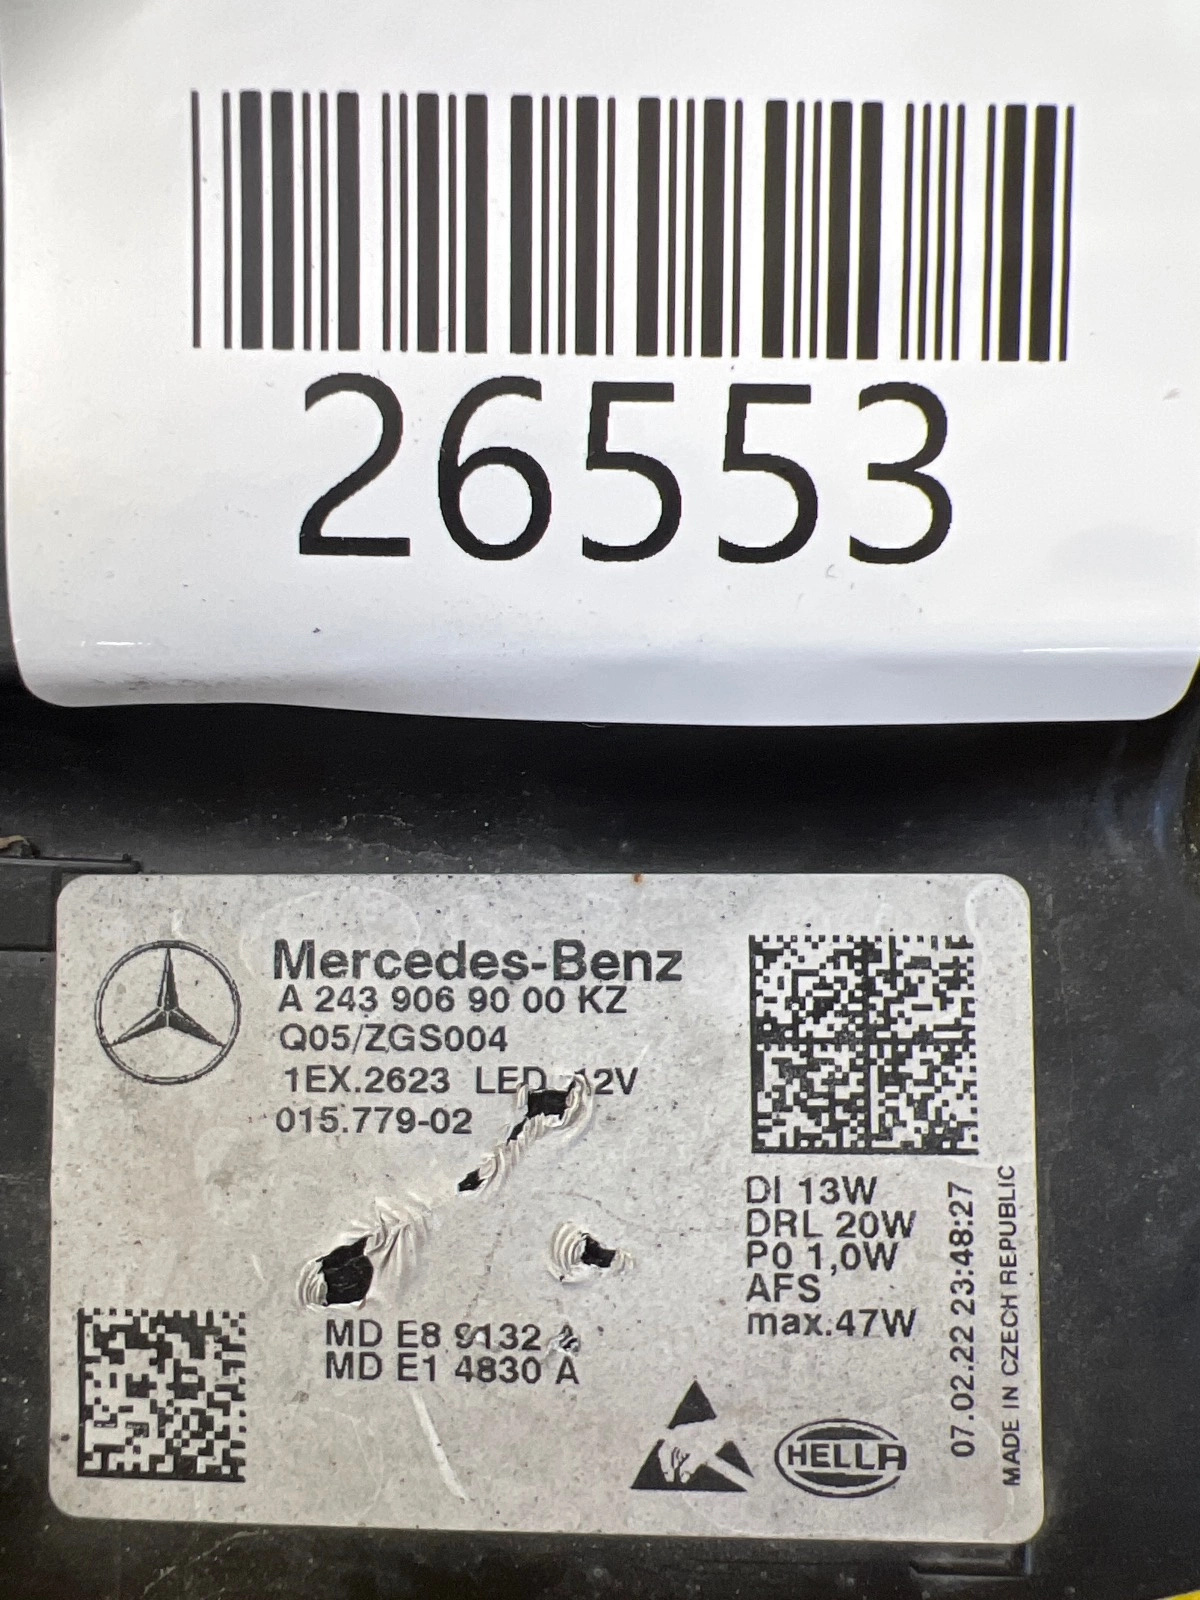 26553
Mercedes-Benz
A 243 906 90 00 KZ
Q05/ZGS004
1EX.2623 LED 12V
015.779-02
DI 13W
DRL 20W
P0 1,0W
AFS
max.47W
MD E8 9132 A
MD E1 4830 A
HELLA
07.02.22 23:48:27
MADE IN CZECH REPUBLIC